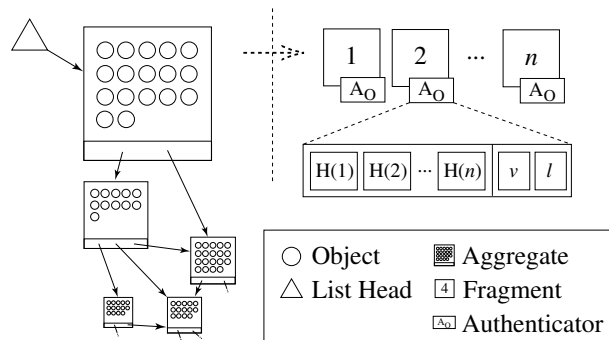 1 2 ... n
A_O A_O A_O
H(1) H(2) ... H(n) v l
Object Aggregate
List Head 4 Fragment
A_O Authenticator